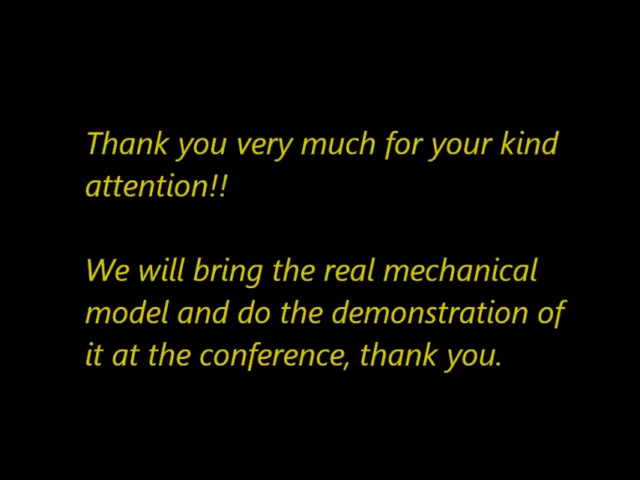 Thank you very much for your kind
attention!!
We will bring the real mechanical
model and do the demonstration of
it at the conference, thank you.